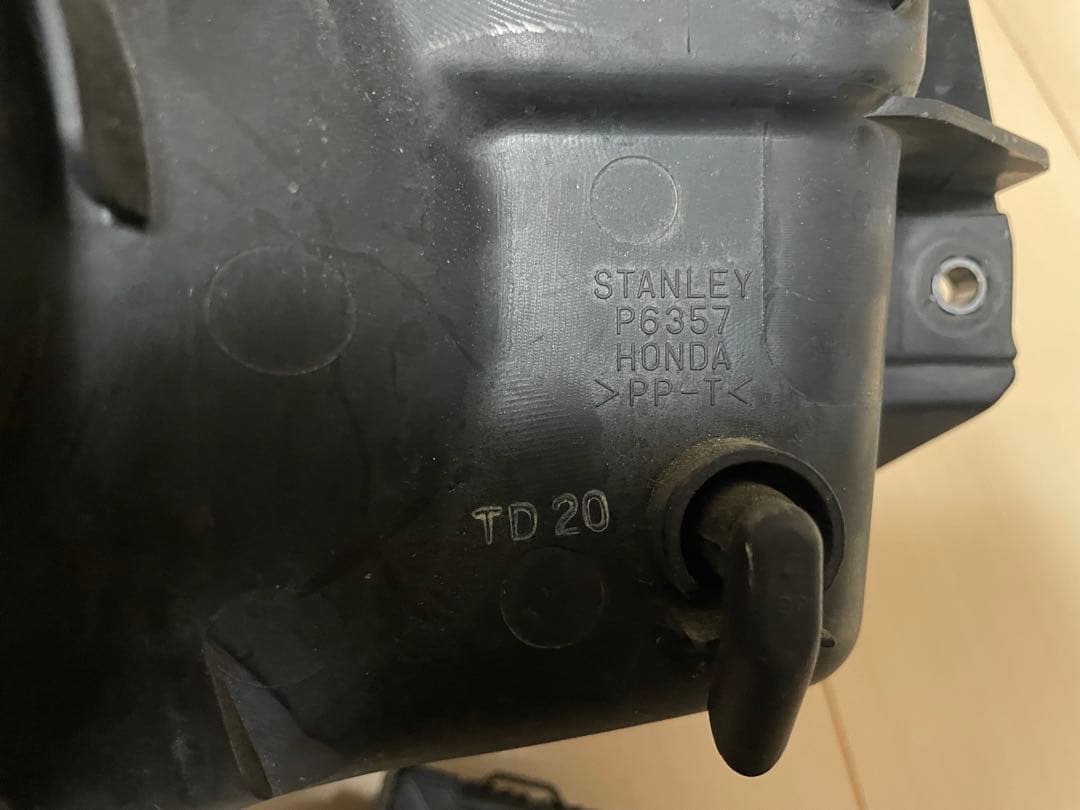 STANLEY
P6357
HONDA
>PP-T<
TD 20